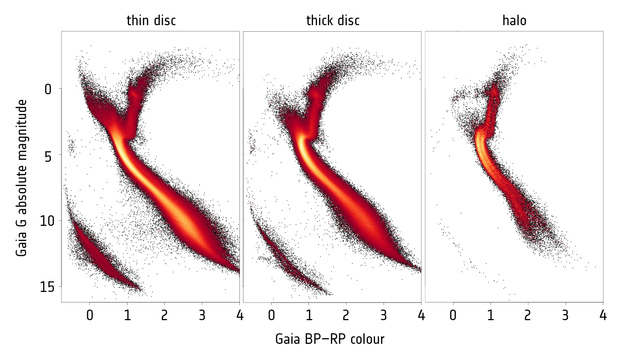 thin disc thick disc halo
Gaia G absolute magnitude
0
5
10
15
0 1 2 3 4 0 1 2 3 4 0 1 2 3 4
Gaia BP–RP colour